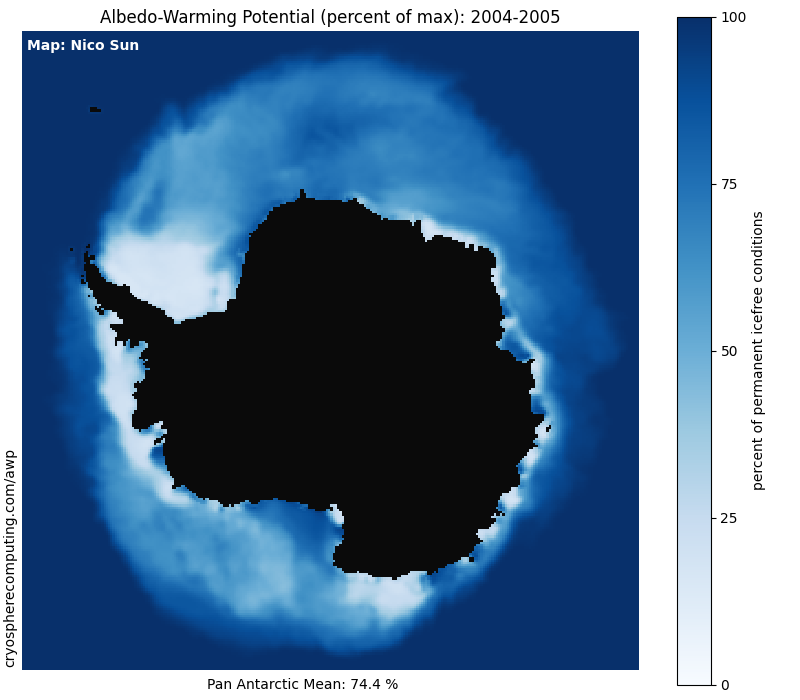 Albedo-Warming Potential (percent of max): 2004-2005
Map: Nico Sun
100
75
50
25
0
percent of permanent icefree conditions
cryospherecomputing.com/awp
Pan Antarctic Mean: 74.4 %